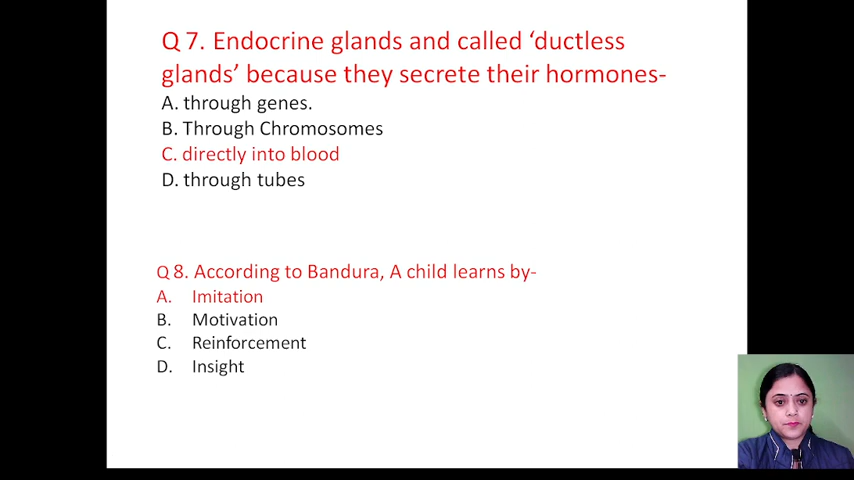 Q 7. Endocrine glands and called ‘ductless
glands’ because they secrete their hormones-
A. through genes.
B. Through Chromosomes
C. directly into blood
D. through tubes
Q 8. According to Bandura, A child learns by-
A. Imitation
B. Motivation
C. Reinforcement
D. Insight